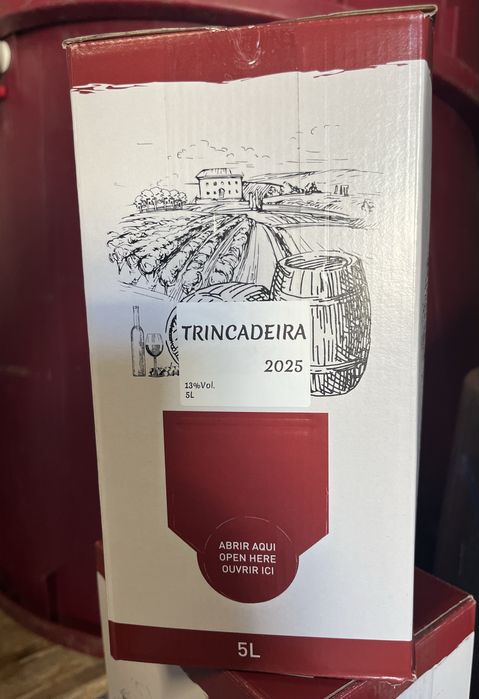 TRINCADEIRA
2025
13%Vol.
5L
ABRIR AQUI
OPEN HERE
OUVRIR ICI
5L